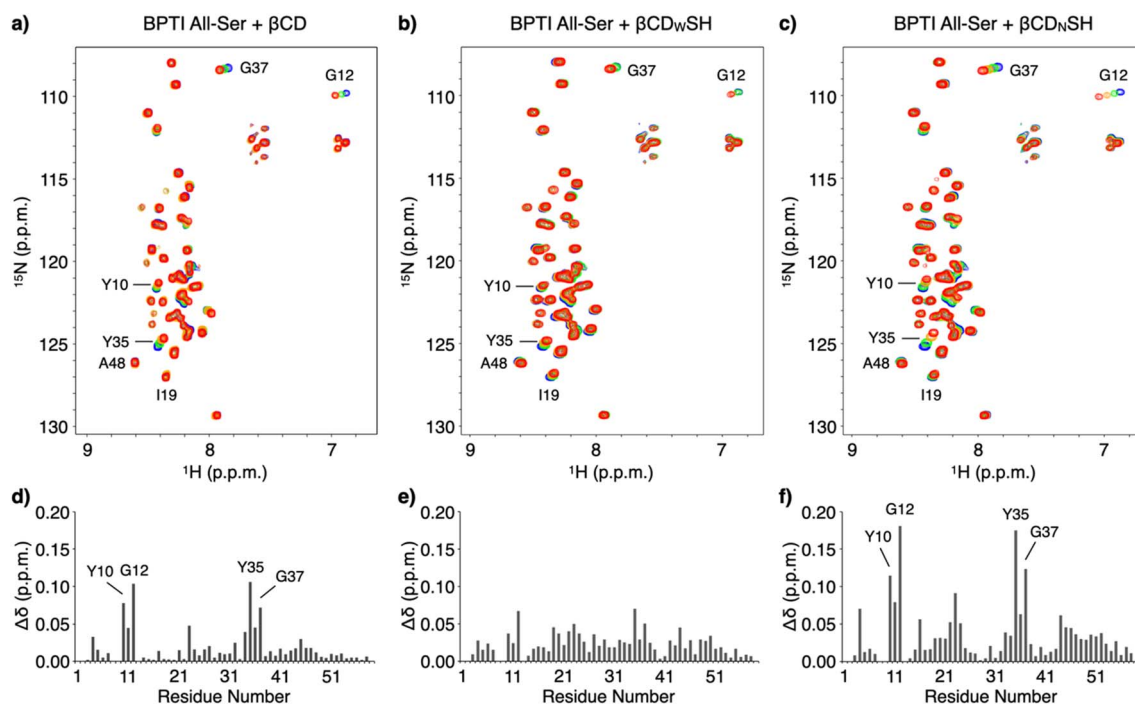 a) BPTI All-Ser + βCD
b) BPTI All-Ser + βCDWSH
c) BPTI All-Ser + βCDNSH
110
115
120
125
130
¹⁵N (p.p.m.)
G37
G12
Y10
Y35
A48
I19
9 8 7
¹H (p.p.m.)
110
115
120
125
130
¹⁵N (p.p.m.)
G37
G12
Y10
Y35
A48
I19
9 8 7
¹H (p.p.m.)
110
115
120
125
130
¹⁵N (p.p.m.)
G37
G12
Y10
Y35
A48
I19
9 8 7
¹H (p.p.m.)
d)
0.20
0.15
0.10
0.05
0.00
Δδ (p.p.m.)
Y10 G12
Y35
G37
1 11 21 31 41 51
Residue Number
e)
0.20
0.15
0.10
0.05
0.00
Δδ (p.p.m.)
1 11 21 31 41 51
Residue Number
f)
0.20
0.15
0.10
0.05
0.00
Δδ (p.p.m.)
G12
Y10
Y35
G37
1 11 21 31 41 51
Residue Number